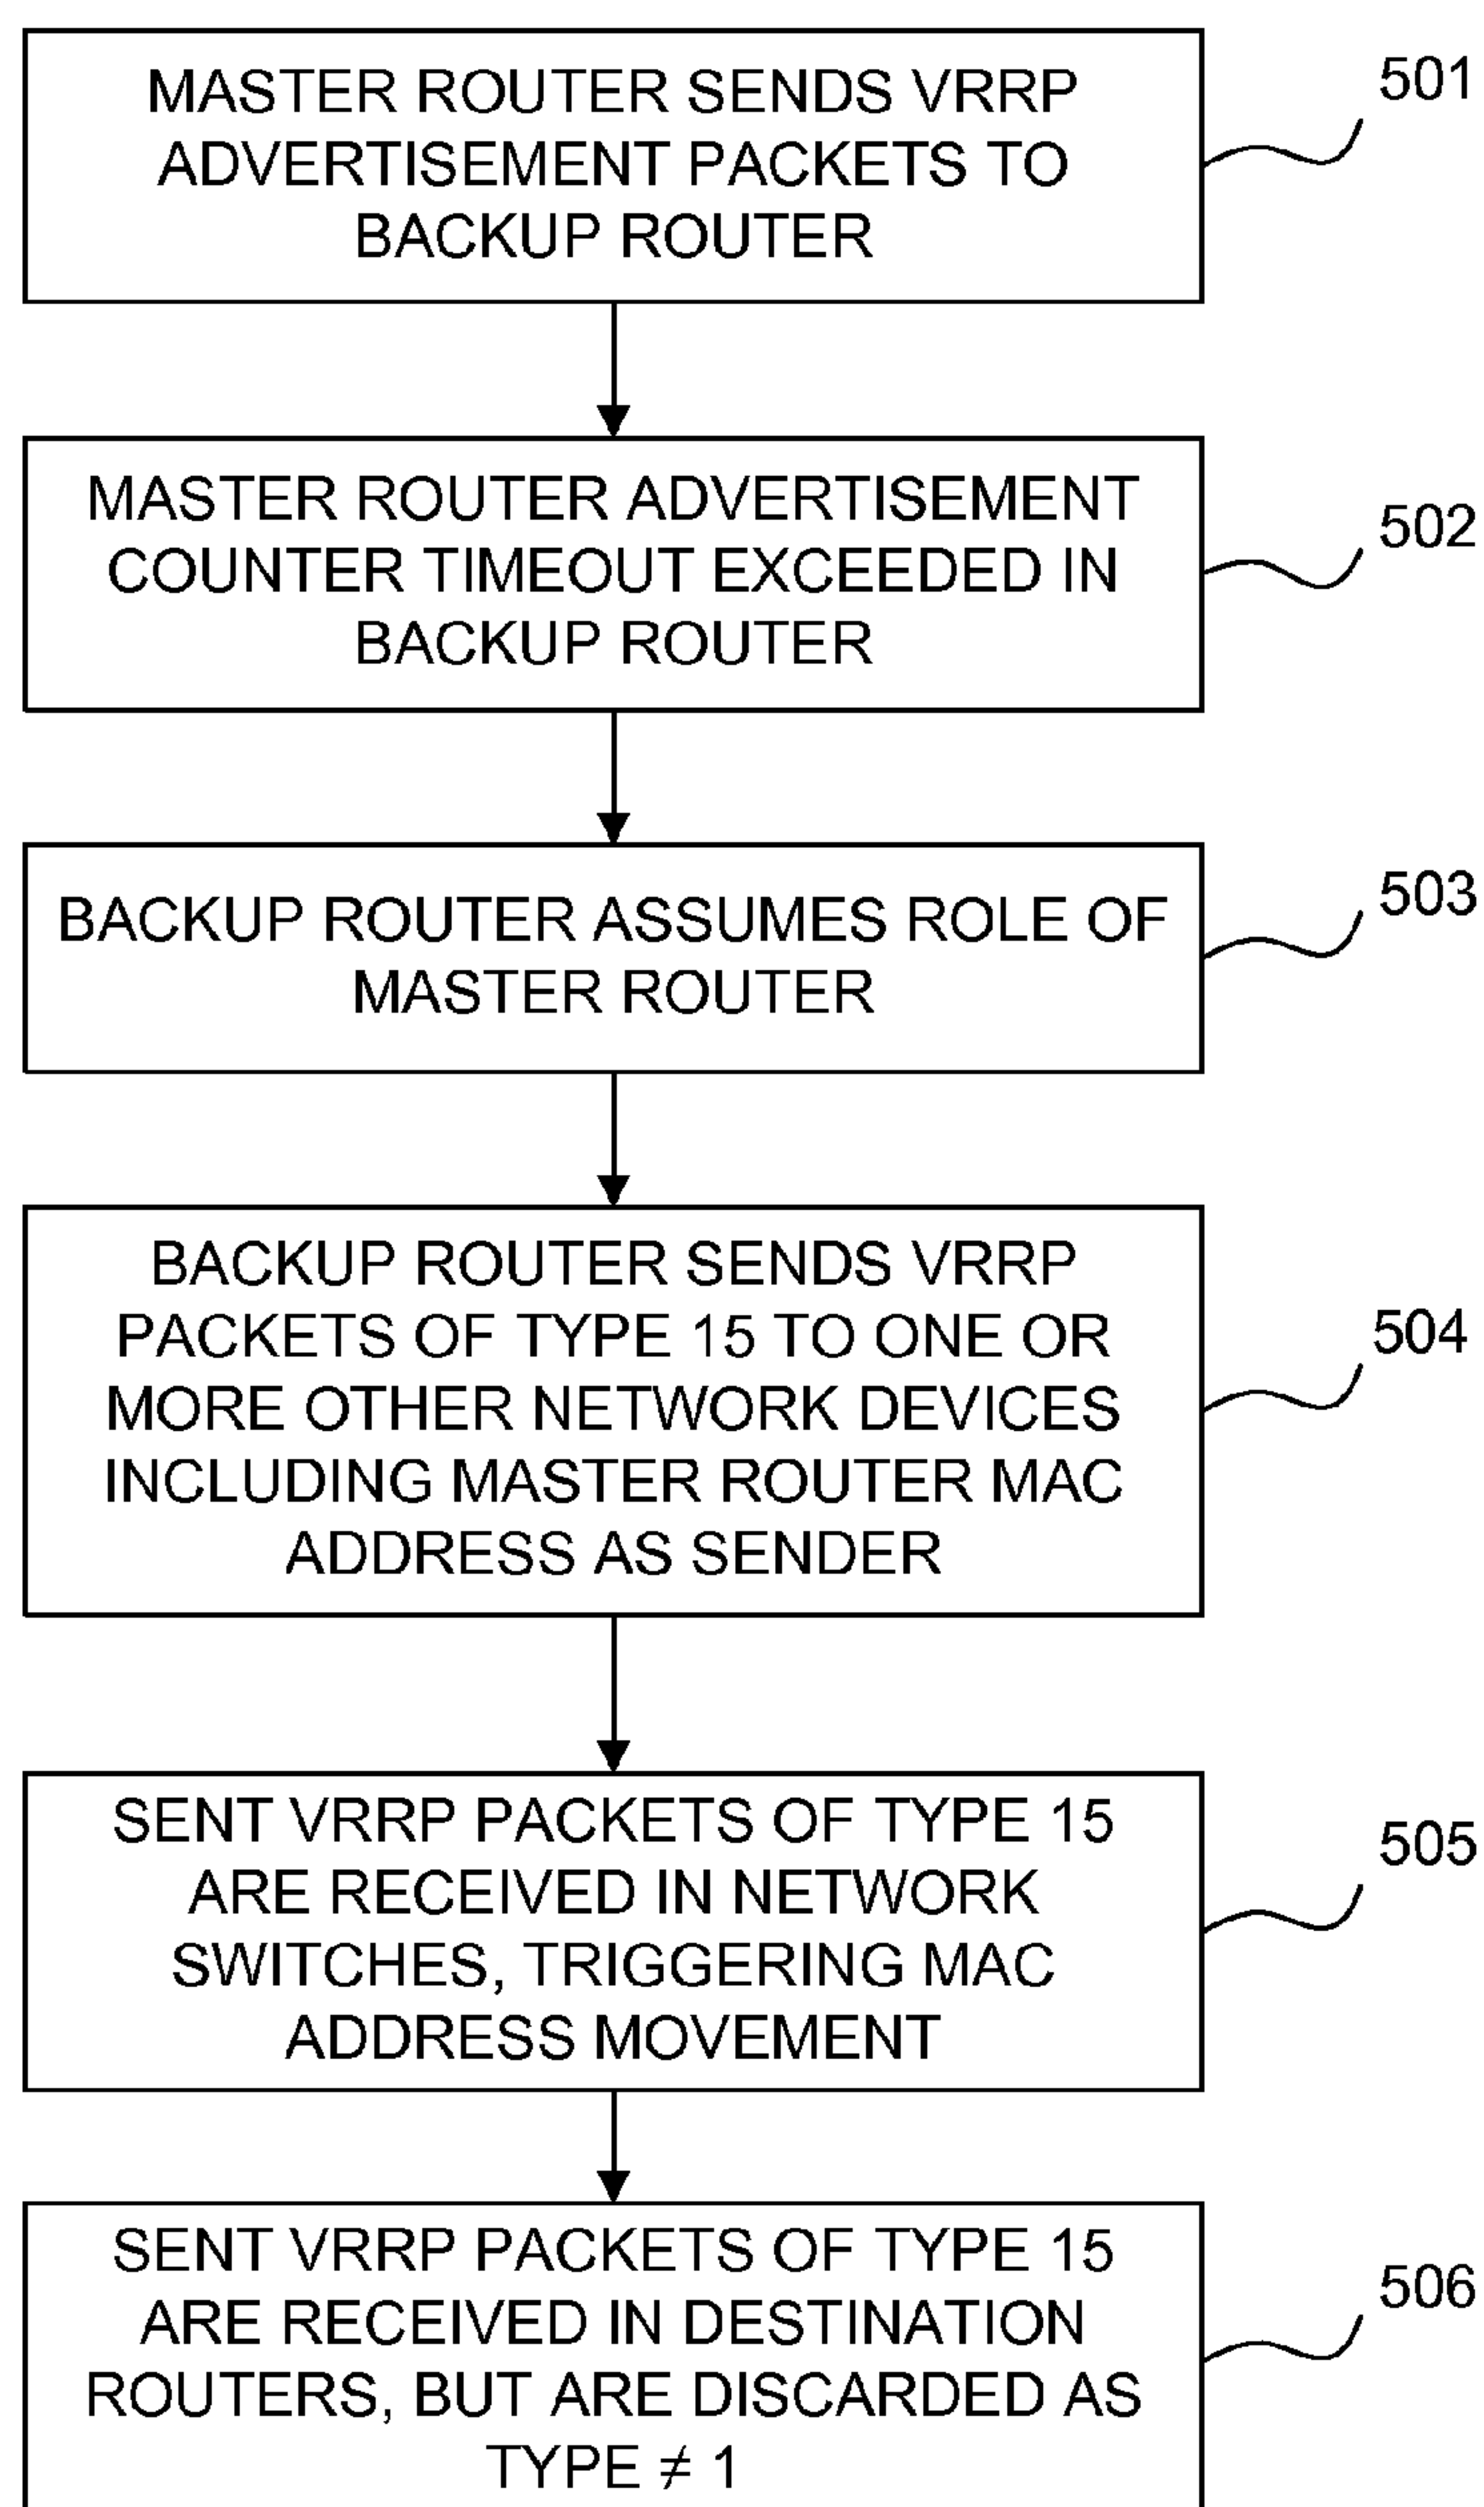 MASTER ROUTER SENDS VRRP
ADVERTISEMENT PACKETS TO
BACKUP ROUTER
501
MASTER ROUTER ADVERTISEMENT
COUNTER TIMEOUT EXCEEDED IN
BACKUP ROUTER
502
BACKUP ROUTER ASSUMES ROLE OF
MASTER ROUTER
503
BACKUP ROUTER SENDS VRRP
PACKETS OF TYPE 15 TO ONE OR
MORE OTHER NETWORK DEVICES
INCLUDING MASTER ROUTER MAC
ADDRESS AS SENDER
504
SENT VRRP PACKETS OF TYPE 15
ARE RECEIVED IN NETWORK
SWITCHES, TRIGGERING MAC
ADDRESS MOVEMENT
505
SENT VRRP PACKETS OF TYPE 15
ARE RECEIVED IN DESTINATION
ROUTERS, BUT ARE DISCARDED AS
TYPE ≠ 1
506